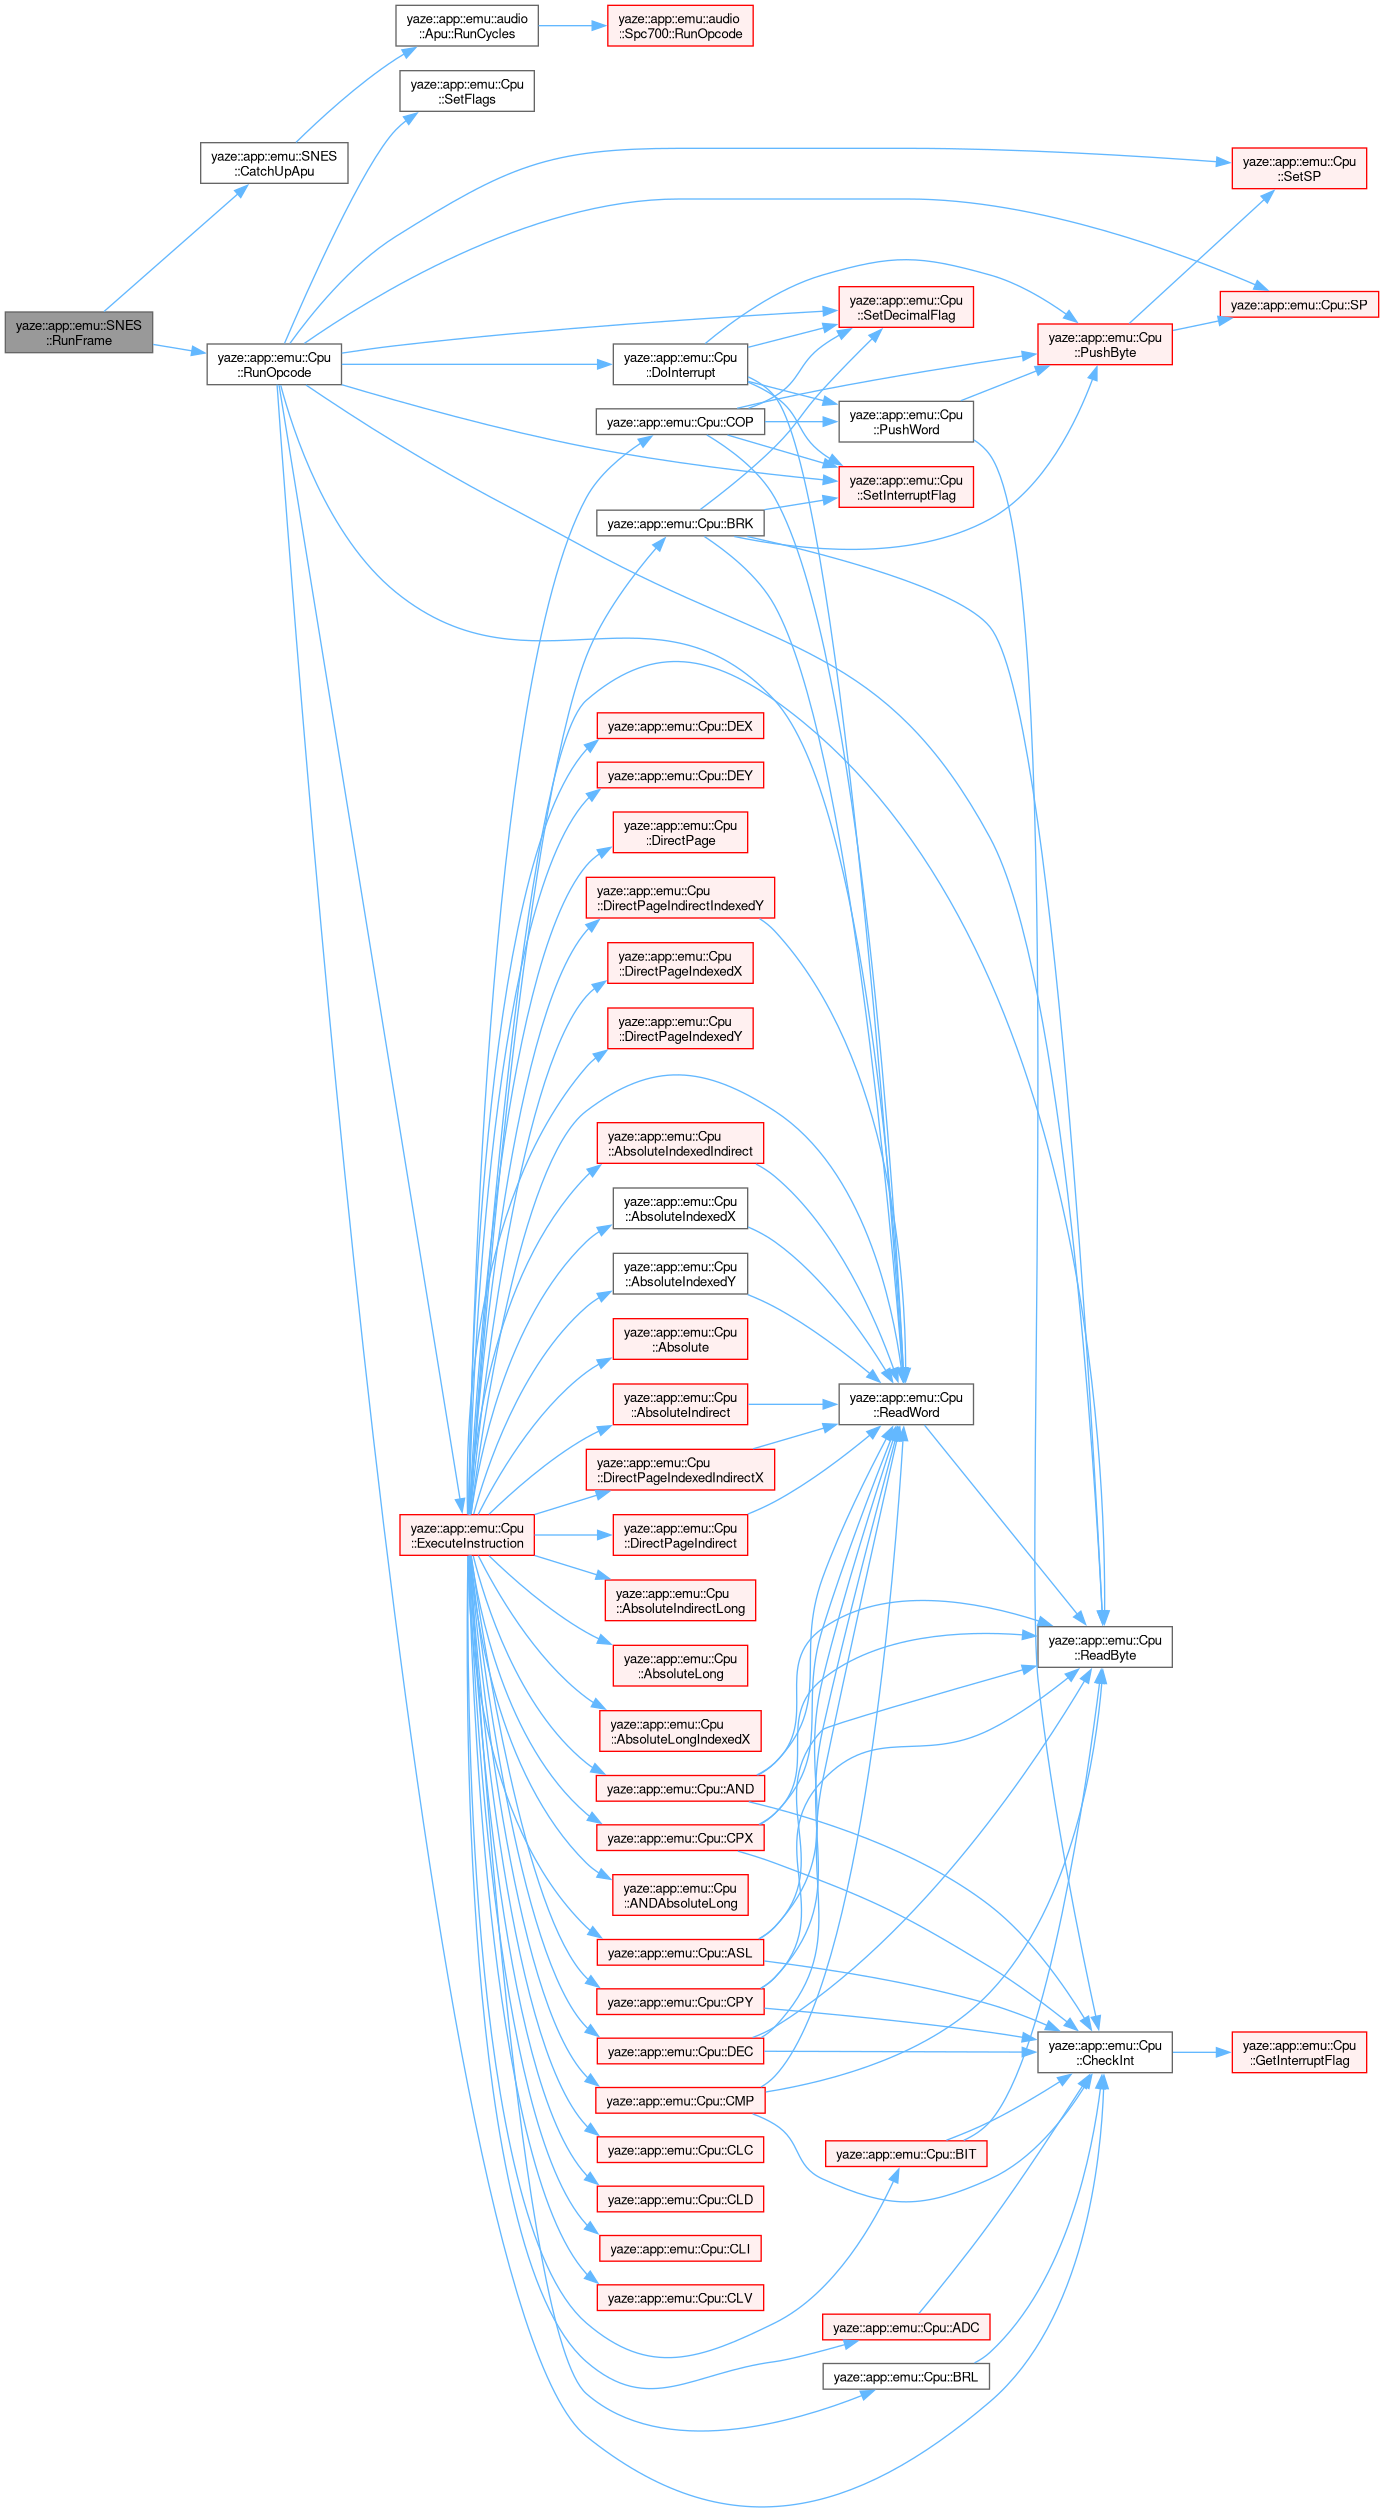 yaze::app::emu::audio
::Apu::RunCycles
yaze::app::emu::audio
::Spc700::RunOpcode
yaze::app::emu::Cpu
::SetFlags
yaze::app::emu::SNES
::CatchUpApu
yaze::app::emu::Cpu
::SetSP
yaze::app::emu::Cpu::SP
yaze::app::emu::SNES
::RunFrame
yaze::app::emu::Cpu
::RunOpcode
yaze::app::emu::Cpu
::SetDecimalFlag
yaze::app::emu::Cpu
::DoInterrupt
yaze::app::emu::Cpu
::PushByte
yaze::app::emu::Cpu::COP
yaze::app::emu::Cpu
::PushWord
yaze::app::emu::Cpu
::SetInterruptFlag
yaze::app::emu::Cpu::BRK
yaze::app::emu::Cpu::DEX
yaze::app::emu::Cpu::DEY
yaze::app::emu::Cpu
::DirectPage
yaze::app::emu::Cpu
::DirectPageIndirectIndexedY
yaze::app::emu::Cpu
::DirectPageIndexedX
yaze::app::emu::Cpu
::DirectPageIndexedY
yaze::app::emu::Cpu
::AbsoluteIndexedIndirect
yaze::app::emu::Cpu
::AbsoluteIndexedX
yaze::app::emu::Cpu
::AbsoluteIndexedY
yaze::app::emu::Cpu
::Absolute
yaze::app::emu::Cpu
::AbsoluteIndirect
yaze::app::emu::Cpu
::ReadWord
yaze::app::emu::Cpu
::DirectPageIndexedIndirectX
yaze::app::emu::Cpu
::ExecuteInstruction
yaze::app::emu::Cpu
::DirectPageIndirect
yaze::app::emu::Cpu
::AbsoluteIndirectLong
yaze::app::emu::Cpu
::AbsoluteLong
yaze::app::emu::Cpu
::ReadByte
yaze::app::emu::Cpu
::AbsoluteLongIndexedX
yaze::app::emu::Cpu::AND
yaze::app::emu::Cpu::CPX
yaze::app::emu::Cpu
::ANDAbsoluteLong
yaze::app::emu::Cpu::ASL
yaze::app::emu::Cpu::CPY
yaze::app::emu::Cpu::DEC
yaze::app::emu::Cpu
::CheckInt
yaze::app::emu::Cpu
::GetInterruptFlag
yaze::app::emu::Cpu::CMP
yaze::app::emu::Cpu::CLC
yaze::app::emu::Cpu::BIT
yaze::app::emu::Cpu::CLD
yaze::app::emu::Cpu::CLI
yaze::app::emu::Cpu::CLV
yaze::app::emu::Cpu::ADC
yaze::app::emu::Cpu::BRL